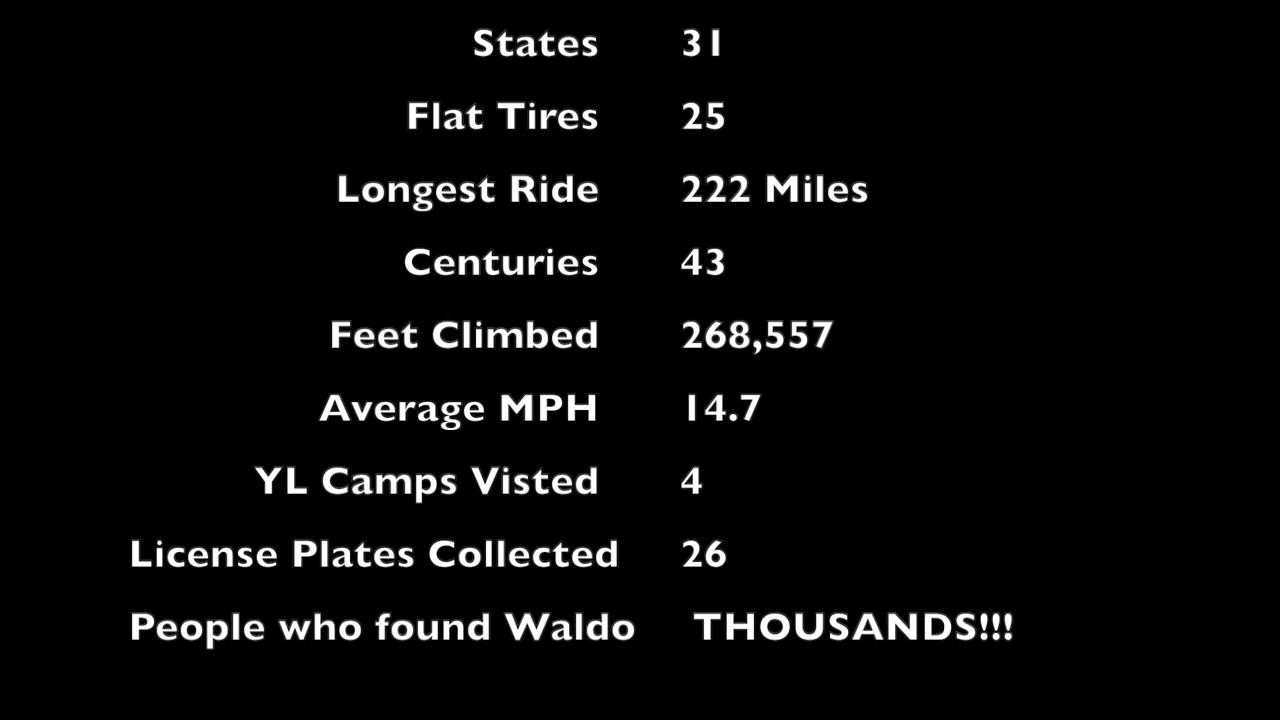 States 31
Flat Tires 25
Longest Ride 222 Miles
Centuries 43
Feet Climbed 268,557
Average MPH 14.7
YL Camps Visted 4
License Plates Collected 26
People who found Waldo THOUSANDS!!!